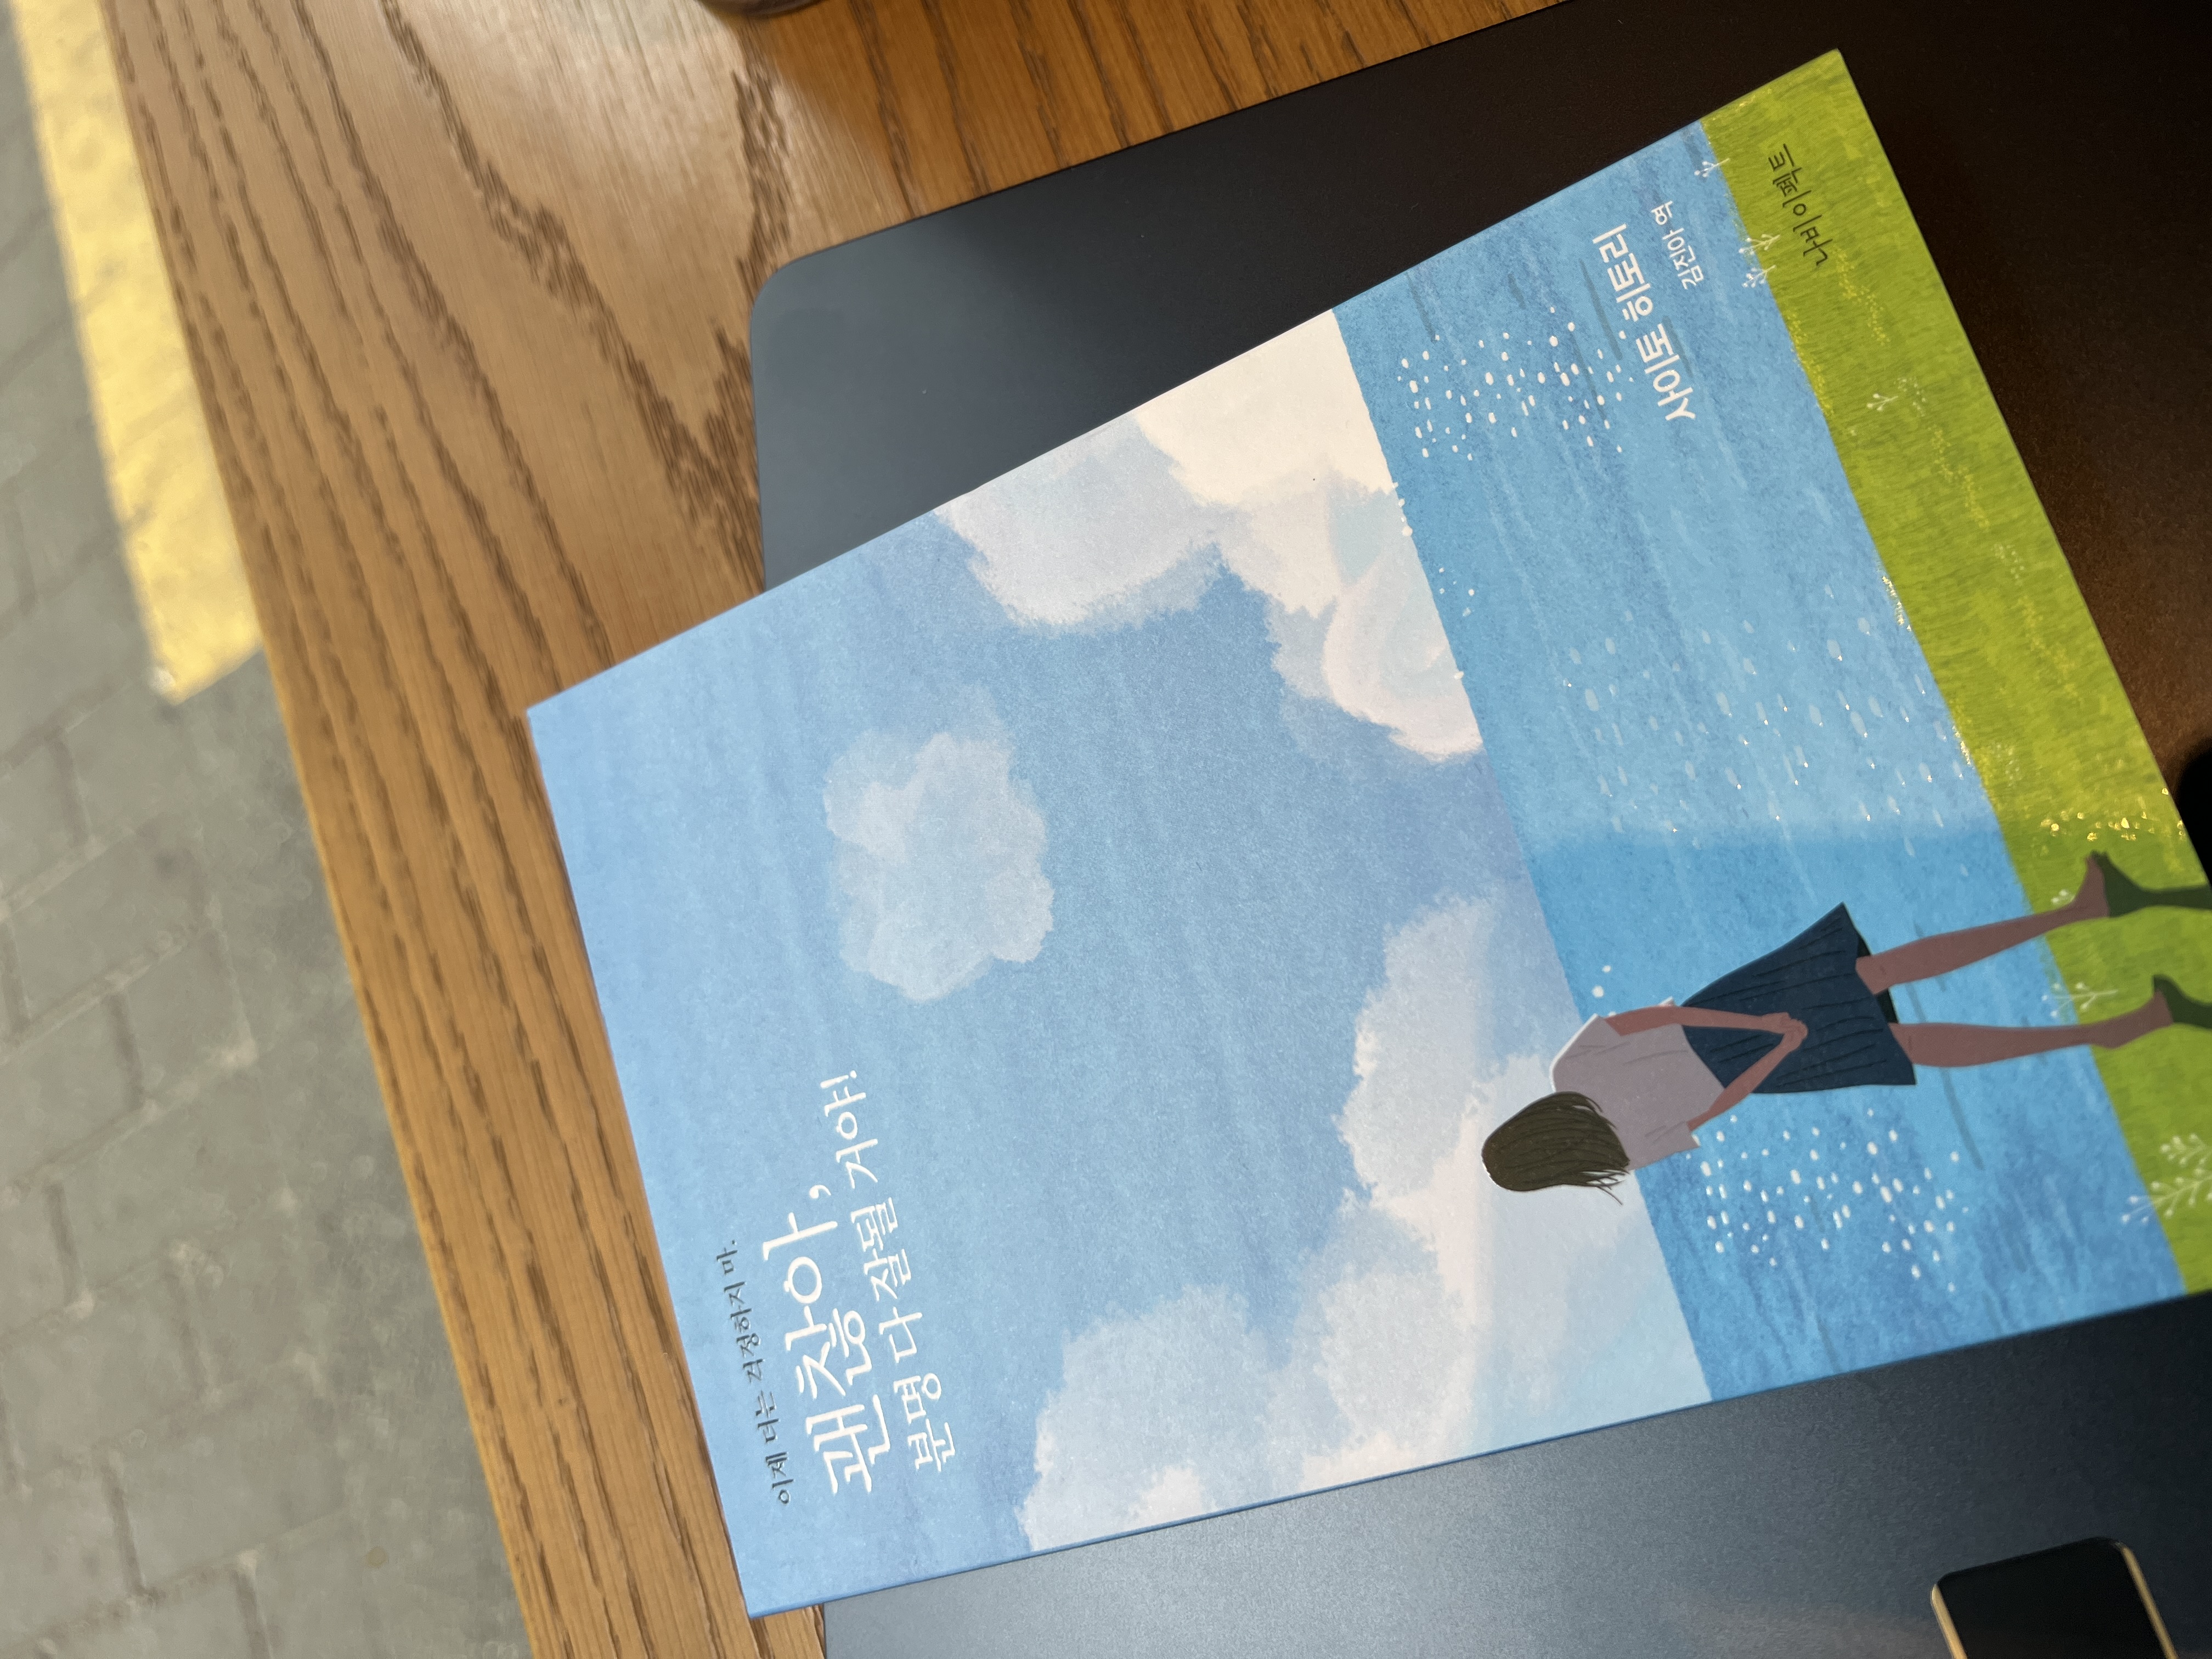 이제 더는 걱정하지 마.
괜찮아,
분명 다 잘될 거야!
사이토 히토리
김진아 역
나비이펙트